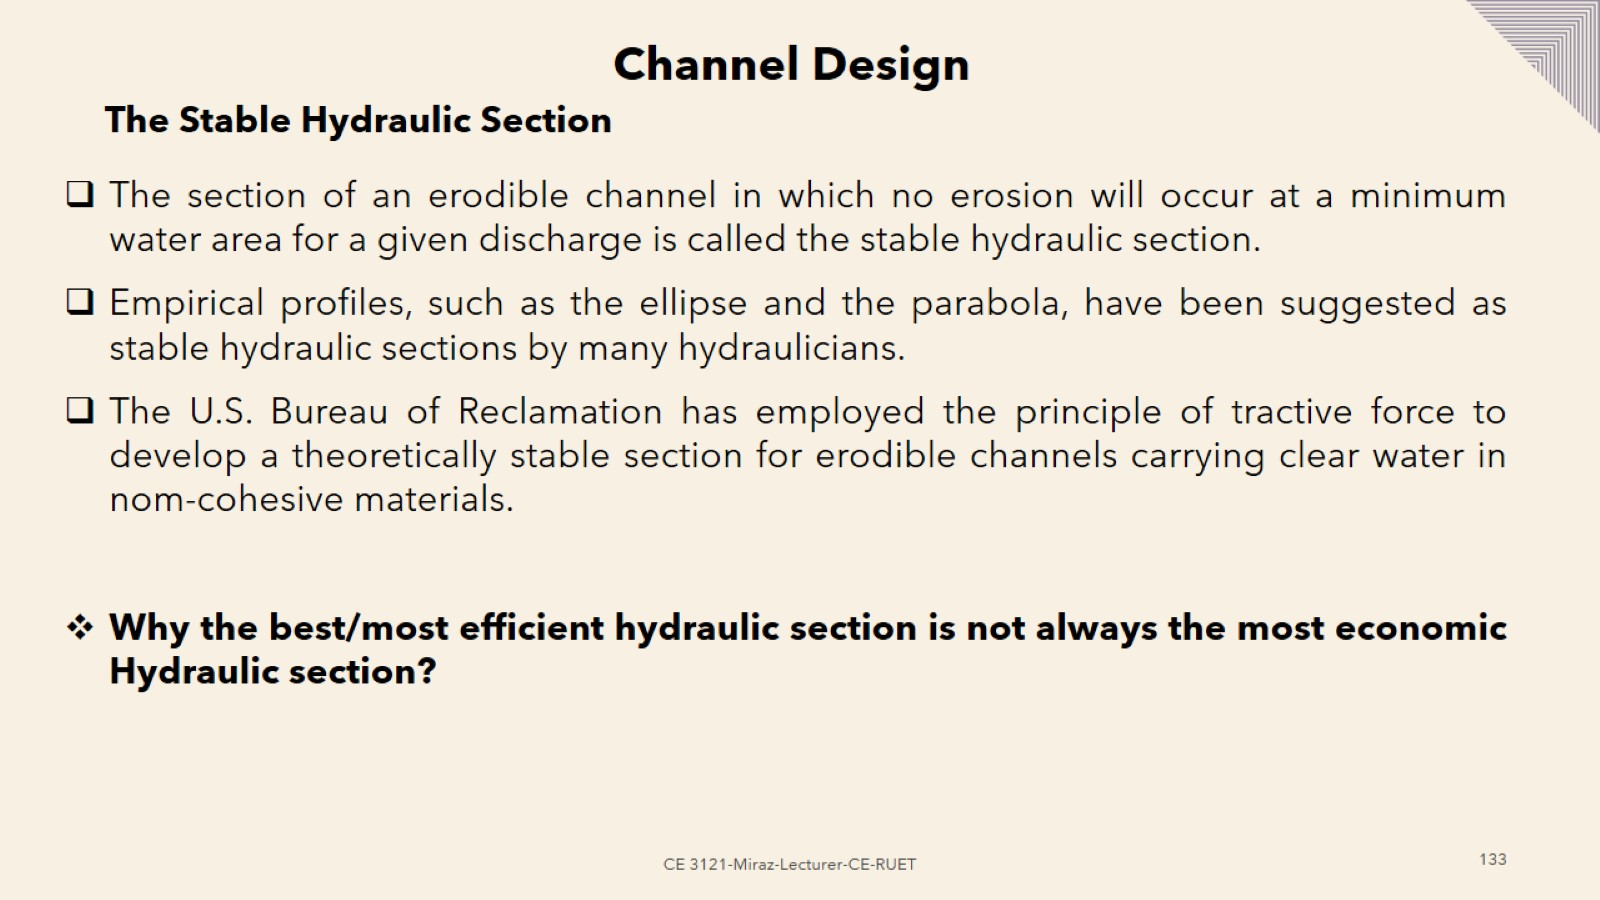 Channel Design
The Stable Hydraulic Section
❑ The section of an erodible channel in which no erosion will occur at a minimum
water area for a given discharge is called the stable hydraulic section.
❑ Empirical profiles, such as the ellipse and the parabola, have been suggested as
stable hydraulic sections by many hydraulicians.
❑ The U.S. Bureau of Reclamation has employed the principle of tractive force to
develop a theoretically stable section for erodible channels carrying clear water in
nom-cohesive materials.
❖ Why the best/most efficient hydraulic section is not always the most economic
Hydraulic section?
CE 3121-Miraz-Lecturer-CE-RUET
133